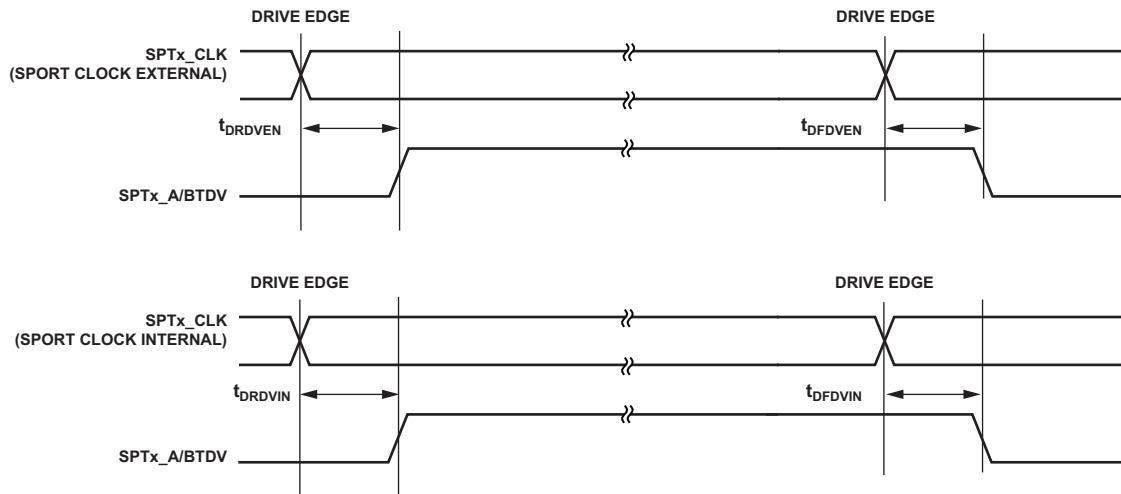 DRIVE EDGE DRIVE EDGE
SPTx_CLK
(SPORT CLOCK EXTERNAL)
tDRDVEN tDFDVEN
SPTx_A/BTDV
DRIVE EDGE DRIVE EDGE
SPTx_CLK
(SPORT CLOCK INTERNAL)
tDRDVIN tDFDVIN
SPTx_A/BTDV